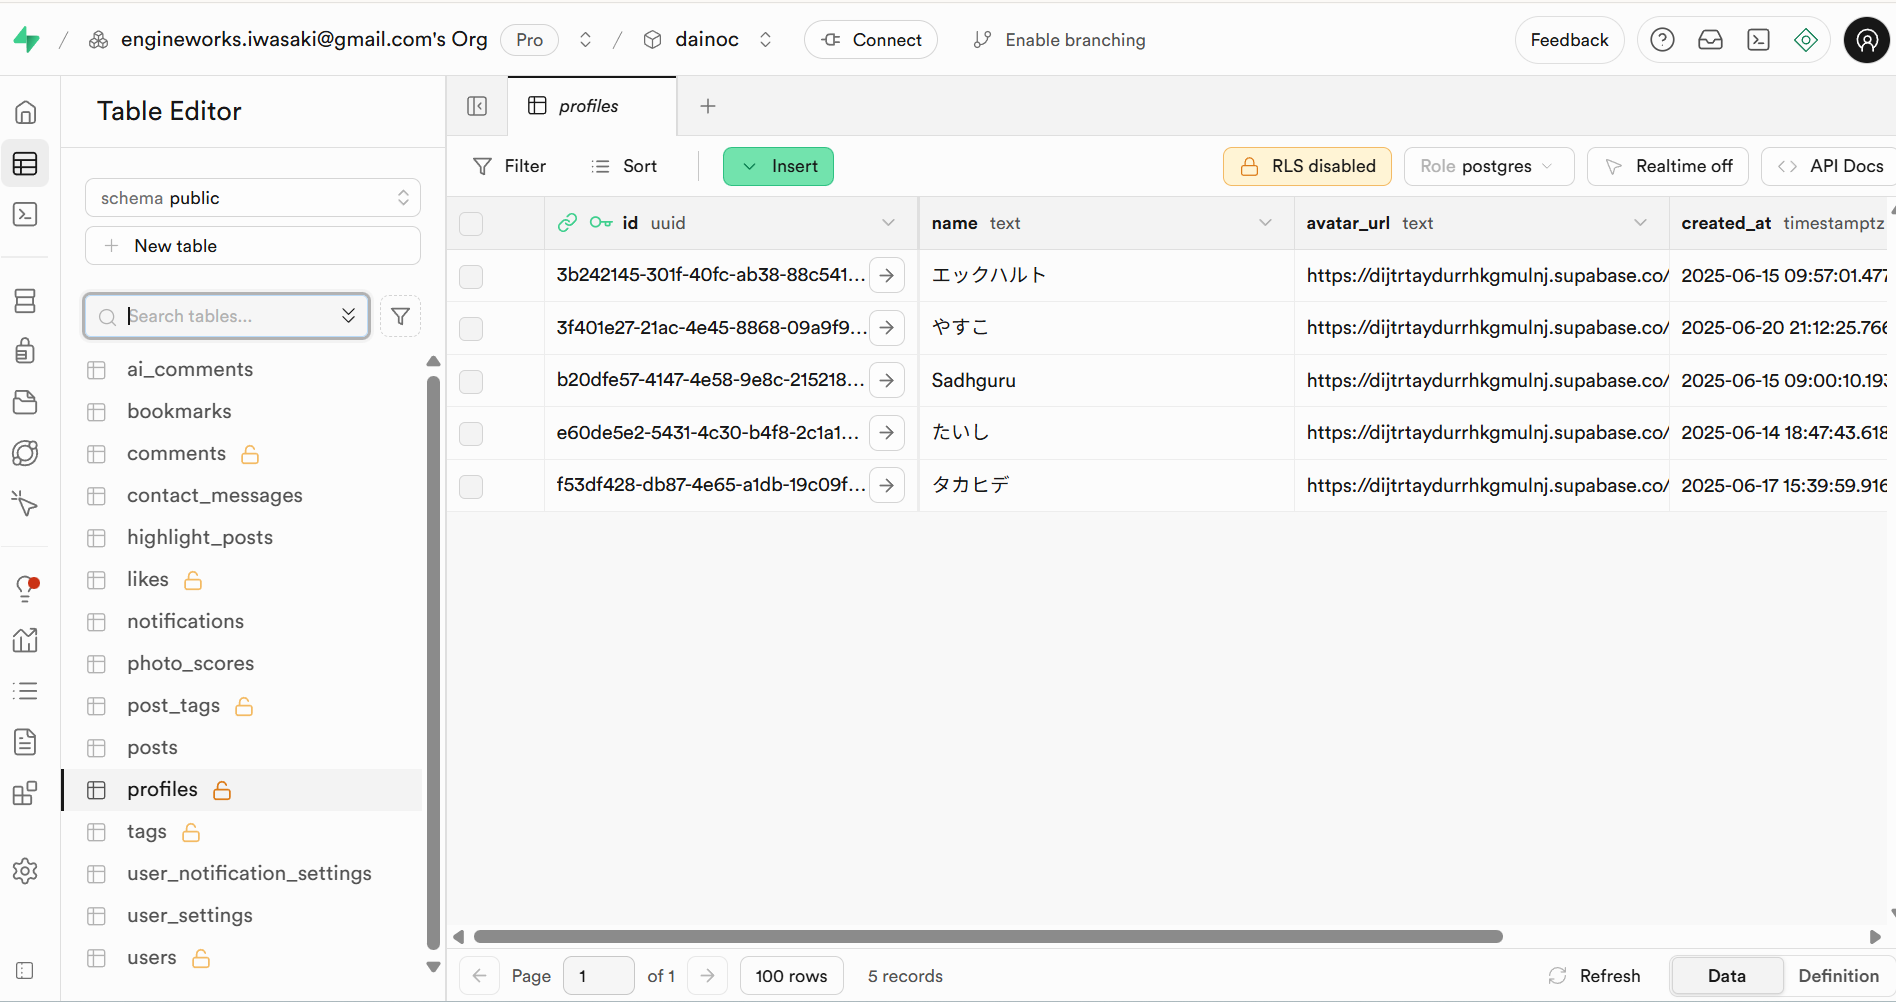 / engineworks.iwasaki@gmail.com's Org Pro / dainoc Connect Enable branching Feedback
Table Editor
profiles
Filter Sort Insert RLS disabled Role postgres Realtime off API Docs
schema public
New table
Search tables...
ai_comments
bookmarks
comments
contact_messages
highlight_posts
likes
notifications
photo_scores
post_tags
posts
profiles
tags
user_notification_settings
user_settings
users
id uuid name text avatar_url text created_at timestamptz
3b242145-301f-40fc-ab38-88c541... エックハルト https://dijtrtaydurrhkgmulnj.supabase.co/ 2025-06-15 09:57:01.477
3f401e27-21ac-4e45-8868-09a9f9... やすこ https://dijtrtaydurrhkgmulnj.supabase.co/ 2025-06-20 21:12:25.766
b20dfe57-4147-4e58-9e8c-215218... Sadhguru https://dijtrtaydurrhkgmulnj.supabase.co/ 2025-06-15 09:00:10.193
e60de5e2-5431-4c30-b4f8-2c1a1... たいし https://dijtrtaydurrhkgmulnj.supabase.co/ 2025-06-14 18:47:43.618
f53df428-db87-4e65-a1db-19c09f... タカヒデ https://dijtrtaydurrhkgmulnj.supabase.co/ 2025-06-17 15:39:59.916
Page 1 of 1 100 rows 5 records Refresh Data Definition